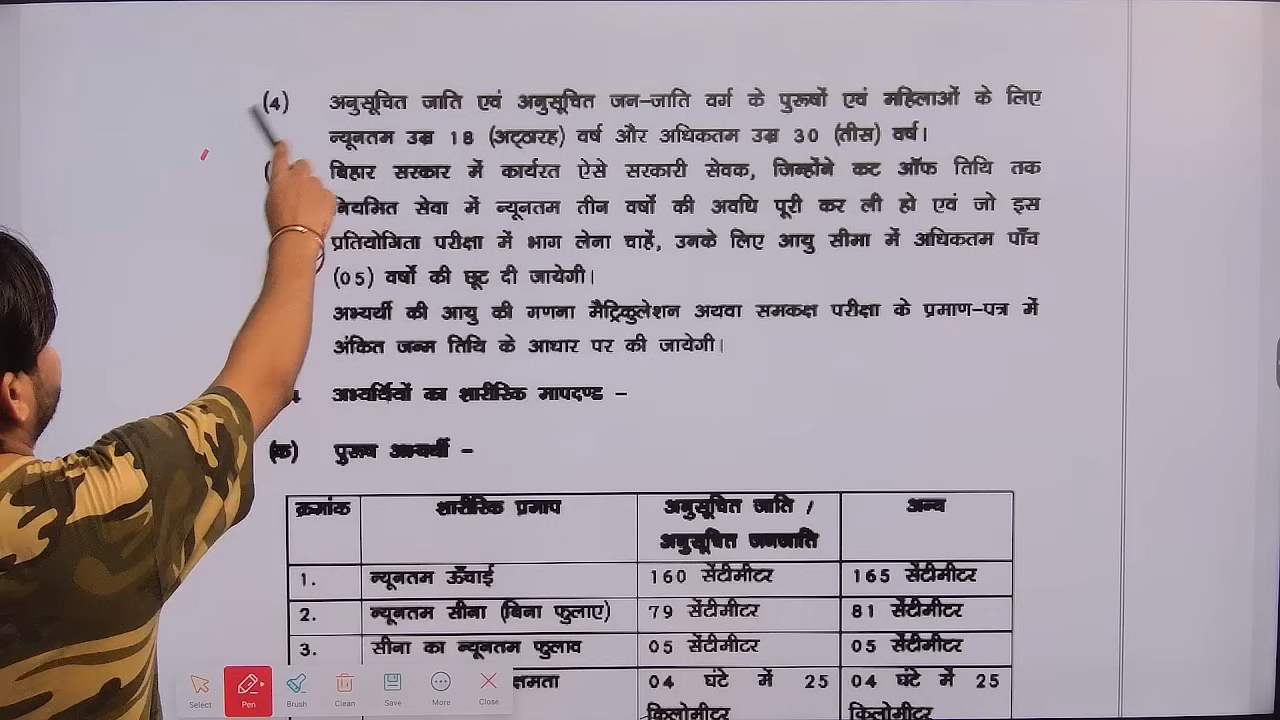 (4) अनुसूचित जाति एवं अनुसूचित जन-जाति वर्ग के पुरूषों एवं महिलाओं के लिए
न्यूनतम उम्र 18 (अट्ठारह) वर्ष और अधिकतम उम्र 30 (तीस) वर्ष।
( बिहार सरकार में कार्यरत ऐसे सरकारी सेवक, जिन्होंने कट ऑफ तिथि तक
नियमित सेवा में न्यूनतम तीन वर्षों की अवधि पूरी कर ली हो एवं जो इस
प्रतियोगिता परीक्षा में भाग लेना चाहें, उनके लिए आयु सीमा में अधिकतम पाँच
(05) वर्षों की छूट दी जायेगी।
अभ्यर्थी की आयु की गणना मैट्रिकुलेशन अथवा समकक्ष परीक्षा के प्रमाण-पत्र में
अंकित जन्म तिथि के आधार पर की जायेगी।
अभ्यर्थियों का शारीरिक मापदण्ड –
(क) पुरूष अभ्यर्थी –
क्रमांक शारीरिक प्रमाप अनुसूचित जाति / अन्य
अनुसूचित जनजाति
1. न्यूनतम ऊँचाई 160 सेंटीमीटर 165 सेंटीमीटर
2. न्यूनतम सीना (बिना फुलाए) 79 सेंटीमीटर 81 सेंटीमीटर
3. सीना का न्यूनतम फुलाव 05 सेंटीमीटर 05 सेंटीमीटर
क्षमता 04 घंटे में 25 04 घंटे में 25
किलोमीटर किलोमीटर
Select Pen Brush Clean Save More Close